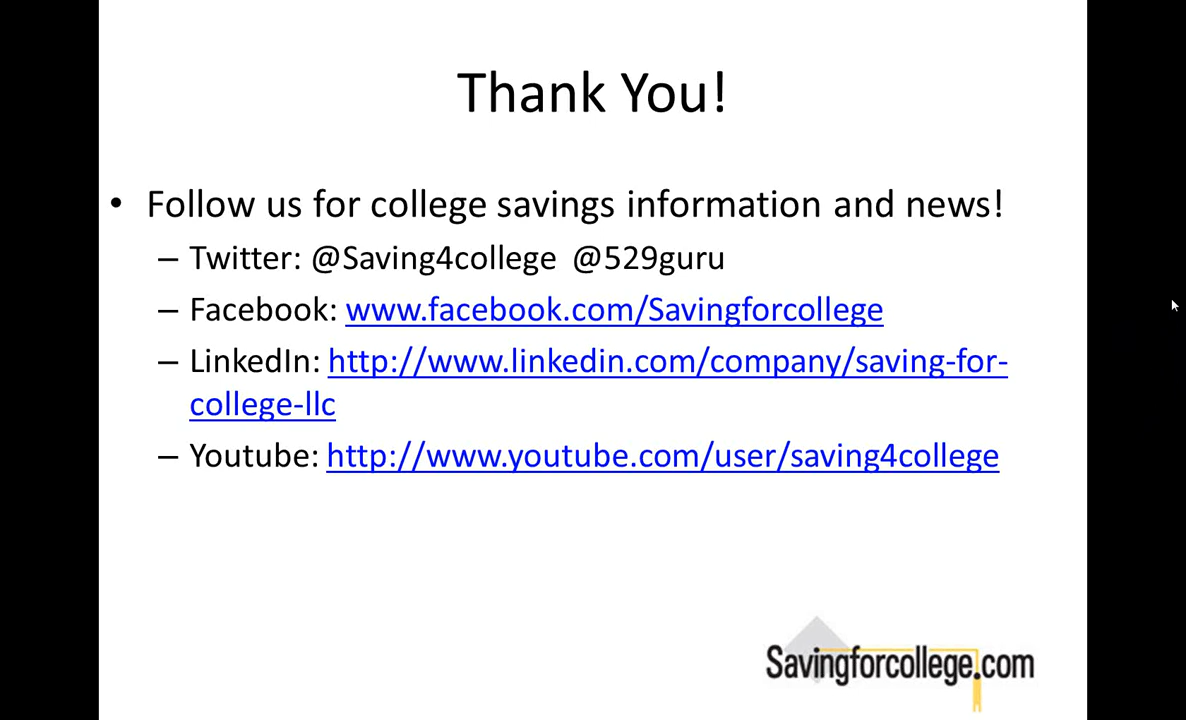 Thank You!
• Follow us for college savings information and news!
– Twitter: @Saving4college @529guru
– Facebook: www.facebook.com/Savingforcollege
– LinkedIn: http://www.linkedin.com/company/saving-for-
college-llc
– Youtube: http://www.youtube.com/user/saving4college
Savingforcollege.com